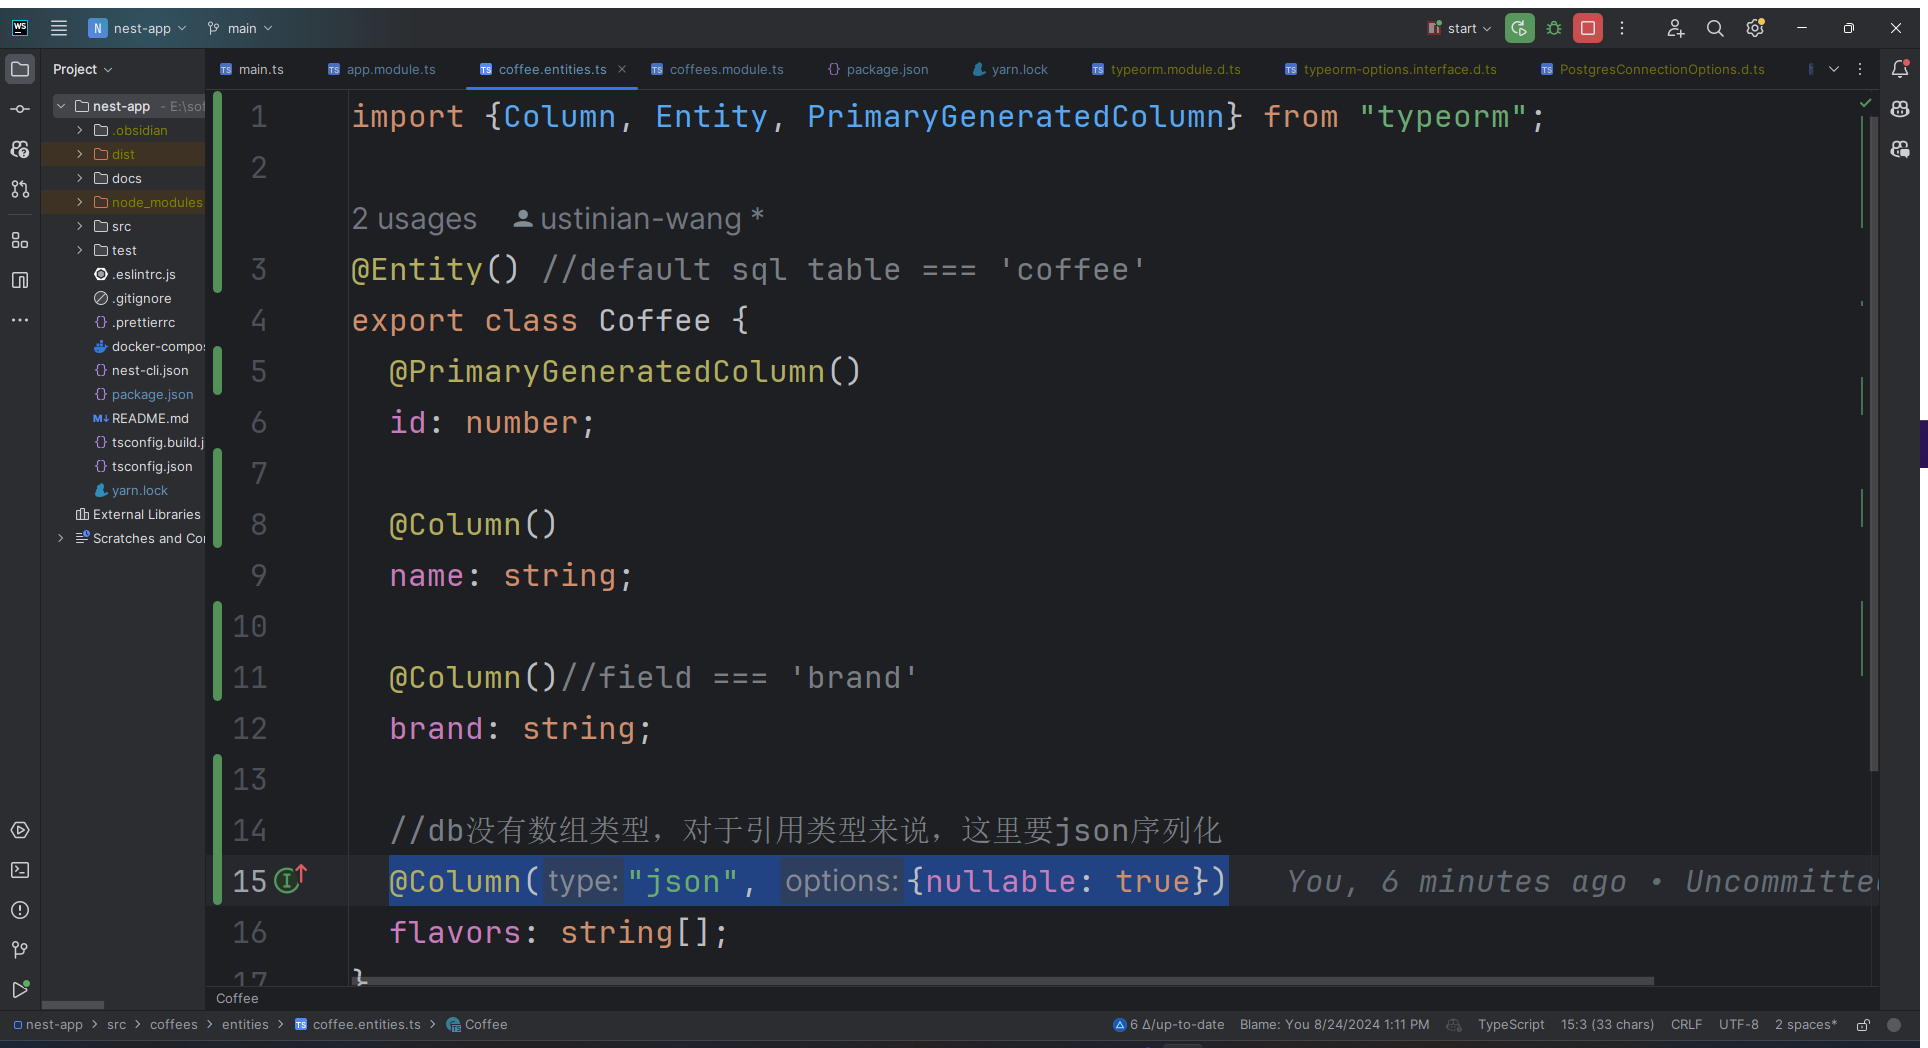 WS
N nest-app
main
start
Project
main.ts
app.module.ts
coffee.entities.ts
coffees.module.ts
package.json
yarn.lock
typeorm.module.d.ts
typeorm-options.interface.d.ts
PostgresConnectionOptions.d.ts
nest-app - E:\sof
.obsidian
dist
docs
node_modules
src
test
.eslintrc.js
.gitignore
.prettierrc
docker-compos
nest-cli.json
package.json
README.md
tsconfig.build.j
tsconfig.json
yarn.lock
External Libraries
Scratches and Co
1 import {Column, Entity, PrimaryGeneratedColumn} from "typeorm";
2
2 usages ustinian-wang *
3 @Entity() //default sql table === 'coffee'
4 export class Coffee {
5 @PrimaryGeneratedColumn()
6 id: number;
7
8 @Column()
9 name: string;
10
11 @Column()//field === 'brand'
12 brand: string;
13
14 //db没有数组类型，对于引用类型来说，这里要json序列化
15 @Column( type: "json", options: {nullable: true}) You, 6 minutes ago • Uncommitte
16 flavors: string[];
17 }
Coffee
nest-app > src > coffees > entities > coffee.entities.ts > Coffee
6 Δ/up-to-date
Blame: You 8/24/2024 1:11 PM
TypeScript
15:3 (33 chars)
CRLF
UTF-8
2 spaces*